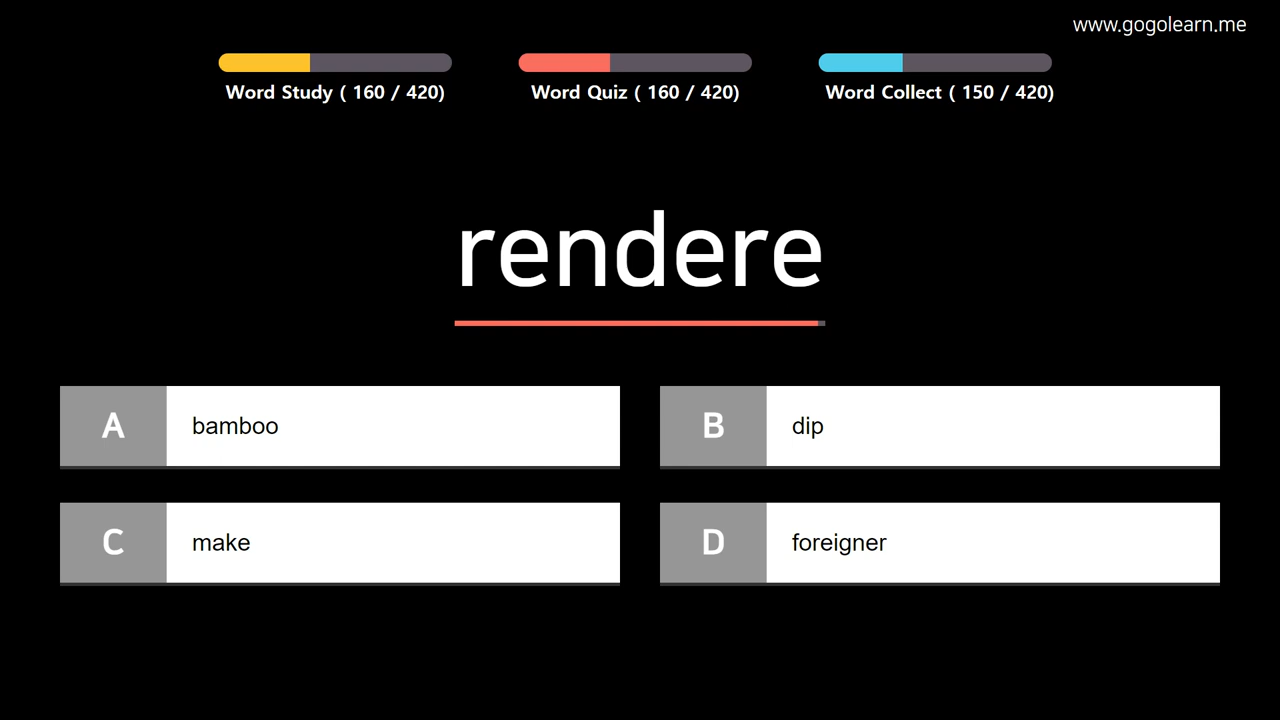 www.gogolearn.me
Word Study ( 160 / 420)
Word Quiz ( 160 / 420)
Word Collect ( 150 / 420)
rendere
A bamboo
B dip
C make
D foreigner